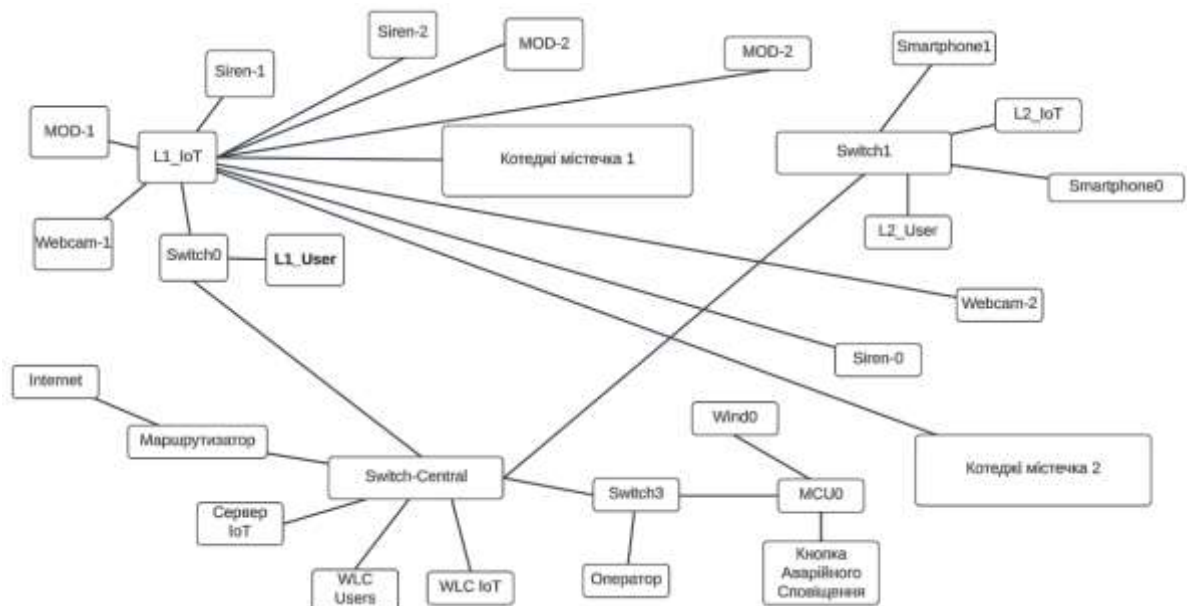 Siren-2
MOD-2
MOD-2
Smartphone1
Siren-1
MOD-1
L1_IoT
Котеджі містечка 1
Switch1
L2_IoT
Smartphone0
Webcam-1
Switch0
L1_User
L2_User
Webcam-2
Siren-0
Internet
Маршрутизатор
Wind0
Switch-Central
Switch3
MCU0
Котеджі містечка 2
Сервер
IoT
WLC
Users
WLC IoT
Оператор
Кнопка
Аварійного
Сповіщення